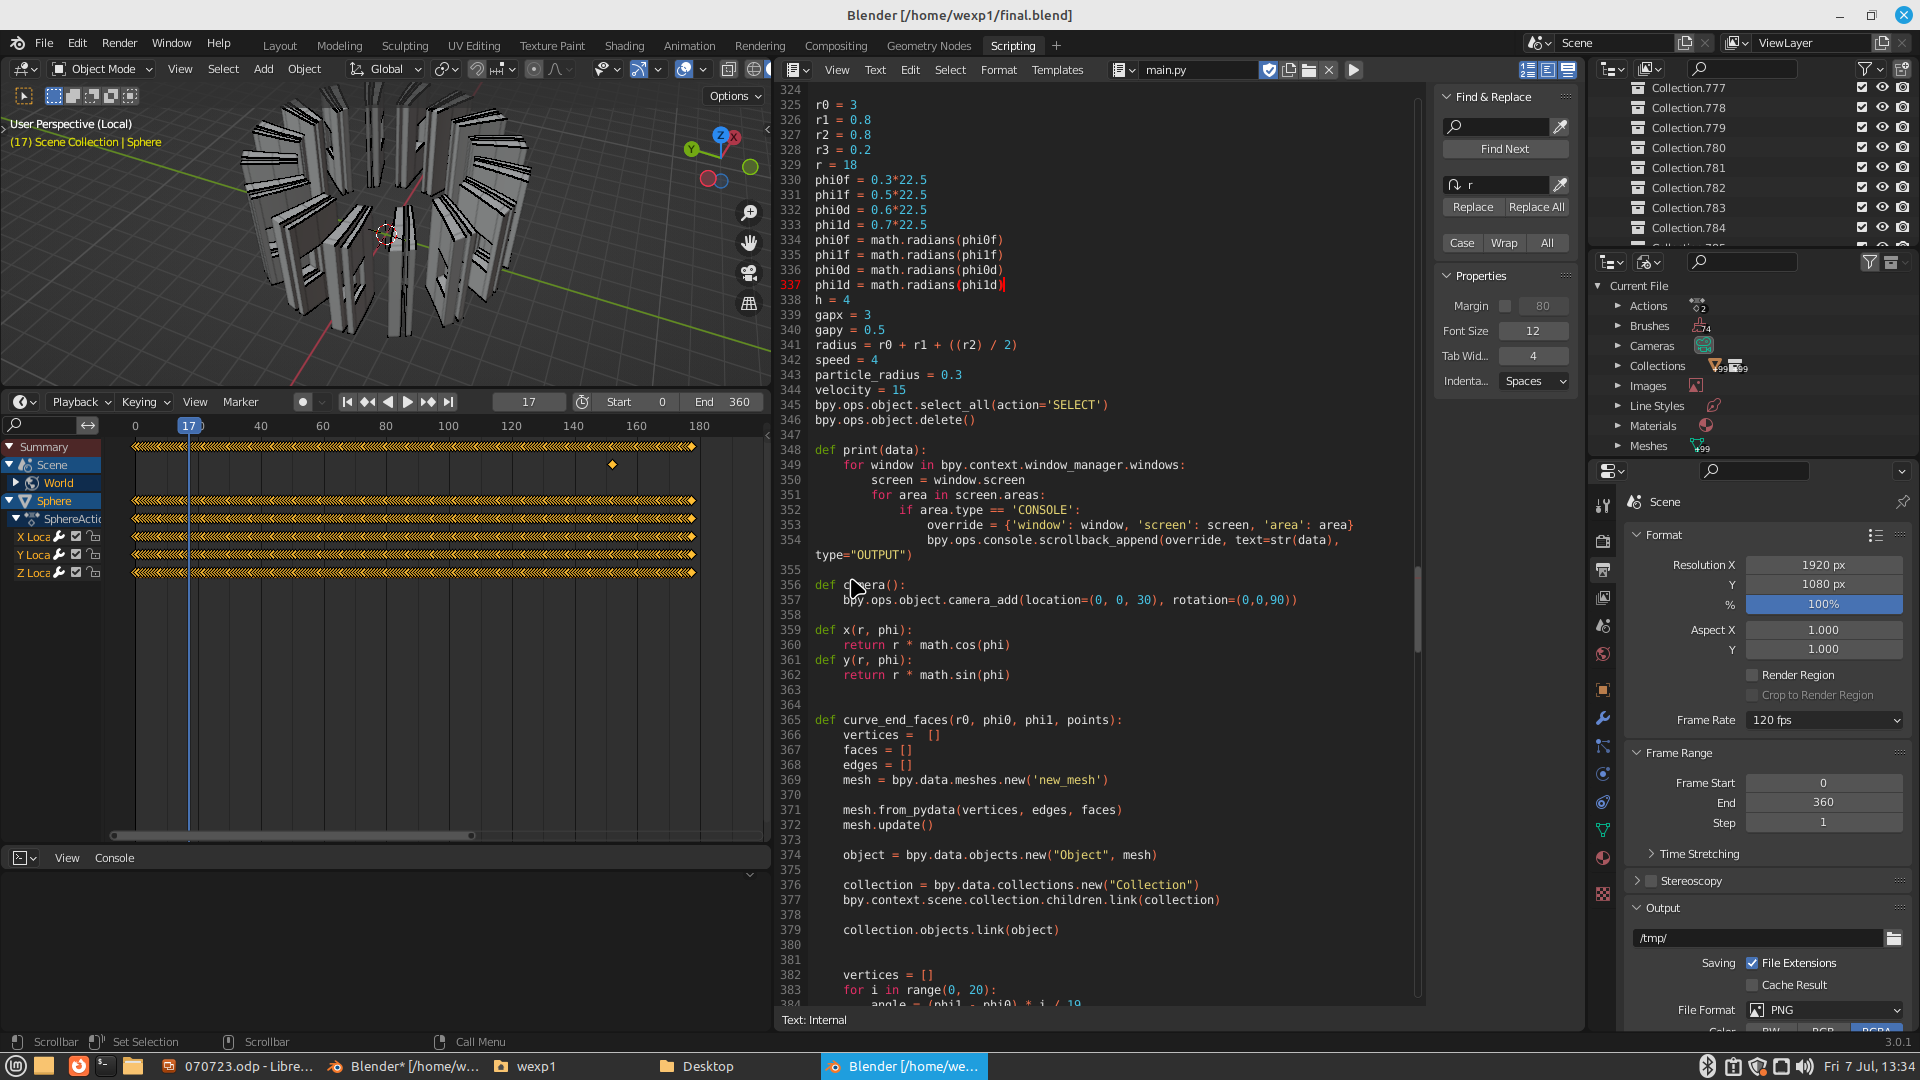 Blender [/home/wexp1/final.blend]
File Edit Render Window Help
Layout Modeling Sculpting UV Editing Texture Paint Shading Animation Rendering Compositing Geometry Nodes Scripting +
Scene
ViewLayer
Object Mode View Select Add Object Global
Options
User Perspective (Local)
(17) Scene Collection | Sphere
Z X Y
Playback Keying View Marker 17 Start 0 End 360
0 17 40 60 80 100 120 140 160 180
Summary
Scene
World
Sphere
SphereActic
X Loca
Y Loca
Z Loca
View Console
View Text Edit Select Format Templates main.py
324
325 r0 = 3
326 r1 = 0.8
327 r2 = 0.8
328 r3 = 0.2
329 r = 18
330 phi0f = 0.3*22.5
331 phi1f = 0.5*22.5
332 phi0d = 0.6*22.5
333 phi1d = 0.7*22.5
334 phi0f = math.radians(phi0f)
335 phi1f = math.radians(phi1f)
336 phi0d = math.radians(phi0d)
337 phi1d = math.radians(phi1d)
338 h = 4
339 gapx = 3
340 gapy = 0.5
341 radius = r0 + r1 + ((r2) / 2)
342 speed = 4
343 particle_radius = 0.3
344 velocity = 15
345 bpy.ops.object.select_all(action='SELECT')
346 bpy.ops.object.delete()
347
348 def print(data):
349 for window in bpy.context.window_manager.windows:
350 screen = window.screen
351 for area in screen.areas:
352 if area.type == 'CONSOLE':
353 override = {'window': window, 'screen': screen, 'area': area}
354 bpy.ops.console.scrollback_append(override, text=str(data),
type="OUTPUT")
355
356 def camera():
357 bpy.ops.object.camera_add(location=(0, 0, 30), rotation=(0,0,90))
358
359 def x(r, phi):
360 return r * math.cos(phi)
361 def y(r, phi):
362 return r * math.sin(phi)
363
364
365 def curve_end_faces(r0, phi0, phi1, points):
366 vertices = []
367 faces = []
368 edges = []
369 mesh = bpy.data.meshes.new('new_mesh')
370
371 mesh.from_pydata(vertices, edges, faces)
372 mesh.update()
373
374 object = bpy.data.objects.new("Object", mesh)
375
376 collection = bpy.data.collections.new("Collection")
377 bpy.context.scene.collection.children.link(collection)
378
379 collection.objects.link(object)
380
381
382 vertices = []
383 for i in range(0, 20):
384 angle = (phi1 - phi0) * i / 19
Text: Internal
Find & Replace
Find Next
r
Replace Replace All
Case Wrap All
Properties
Margin 80
Font Size 12
Tab Wid... 4
Indenta... Spaces
Collection.777
Collection.778
Collection.779
Collection.780
Collection.781
Collection.782
Collection.783
Collection.784
Current File
Actions 2
Brushes 74
Cameras
Collections +99 +99
Images
Line Styles
Materials
Meshes +99
Scene
Format
Resolution X 1920 px
Y 1080 px
% 100%
Aspect X 1.000
Y 1.000
Render Region
Crop to Render Region
Frame Rate 120 fps
Frame Range
Frame Start 0
End 360
Step 1
Time Stretching
Stereoscopy
Output
/tmp/
Saving File Extensions
Cache Result
File Format PNG
Color BW RGB RGBA
Scrollbar Set Selection Scrollbar Call Menu 3.0.1
070723.odp - Libre... Blender* [/home/w... wexp1 Desktop Blender [/home/we... Fri 7 Jul, 13:34